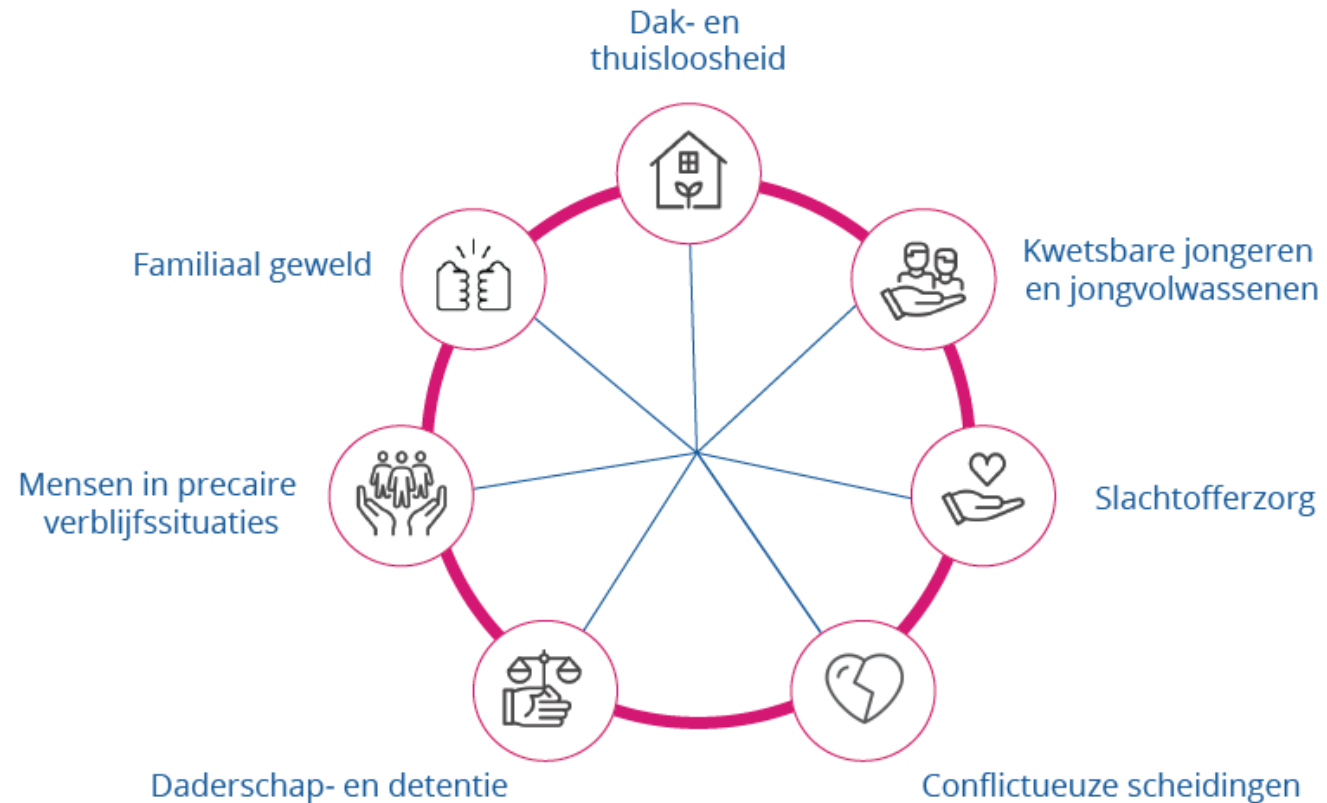 Dak- en
thuisloosheid
Kwetsbare jongeren
en jongvolwassenen
Slachtofferzorg
Conflictueuze scheidingen
Daderschap- en detentie
Mensen in precaire
verblijfssituaties
Familiaal geweld